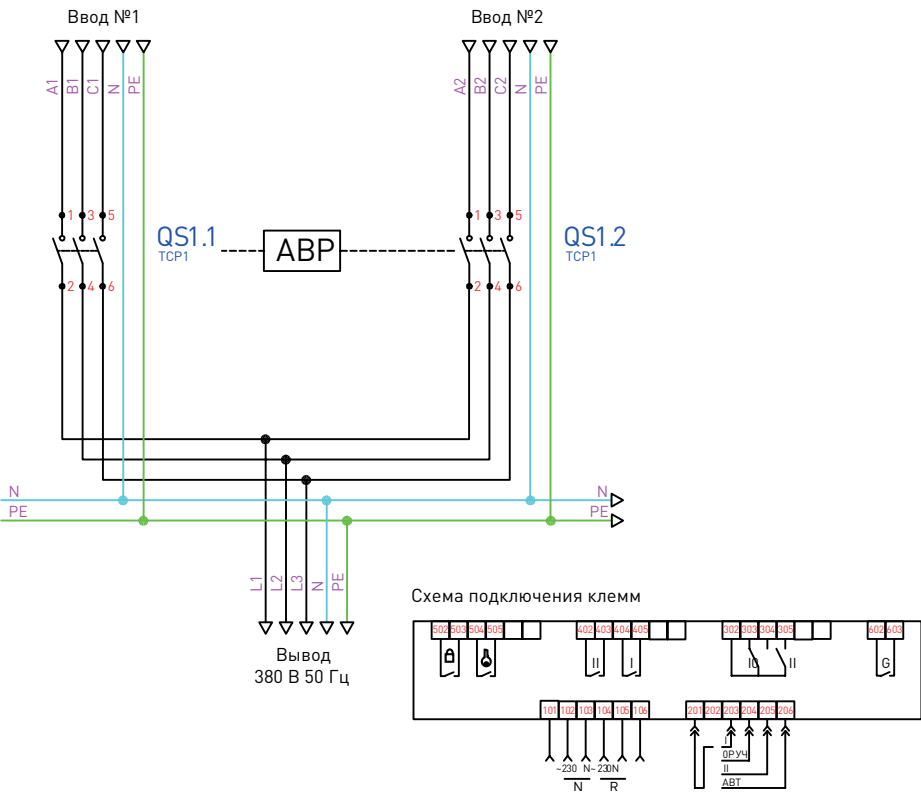 Ввод №1
Ввод №2
A1 B1 C1 N PE
A2 B2 C2 N PE
1 3 5
1 3 5
QS1.1
TCP1
АВР
QS1.2
TCP1
2 4 6
2 4 6
N
N
PE
PE
L1 L2 L3 N PE
Вывод
380 В 50 Гц
Схема подключения клемм
502 503 504 505
402 403 404 405
302 303 304 305
602 603
II I
I0 II
G
101 102 103 104 105 106
201 202 203 204 205 206
~230 N~230N
N R
I
0РУЧ
II
АВТ